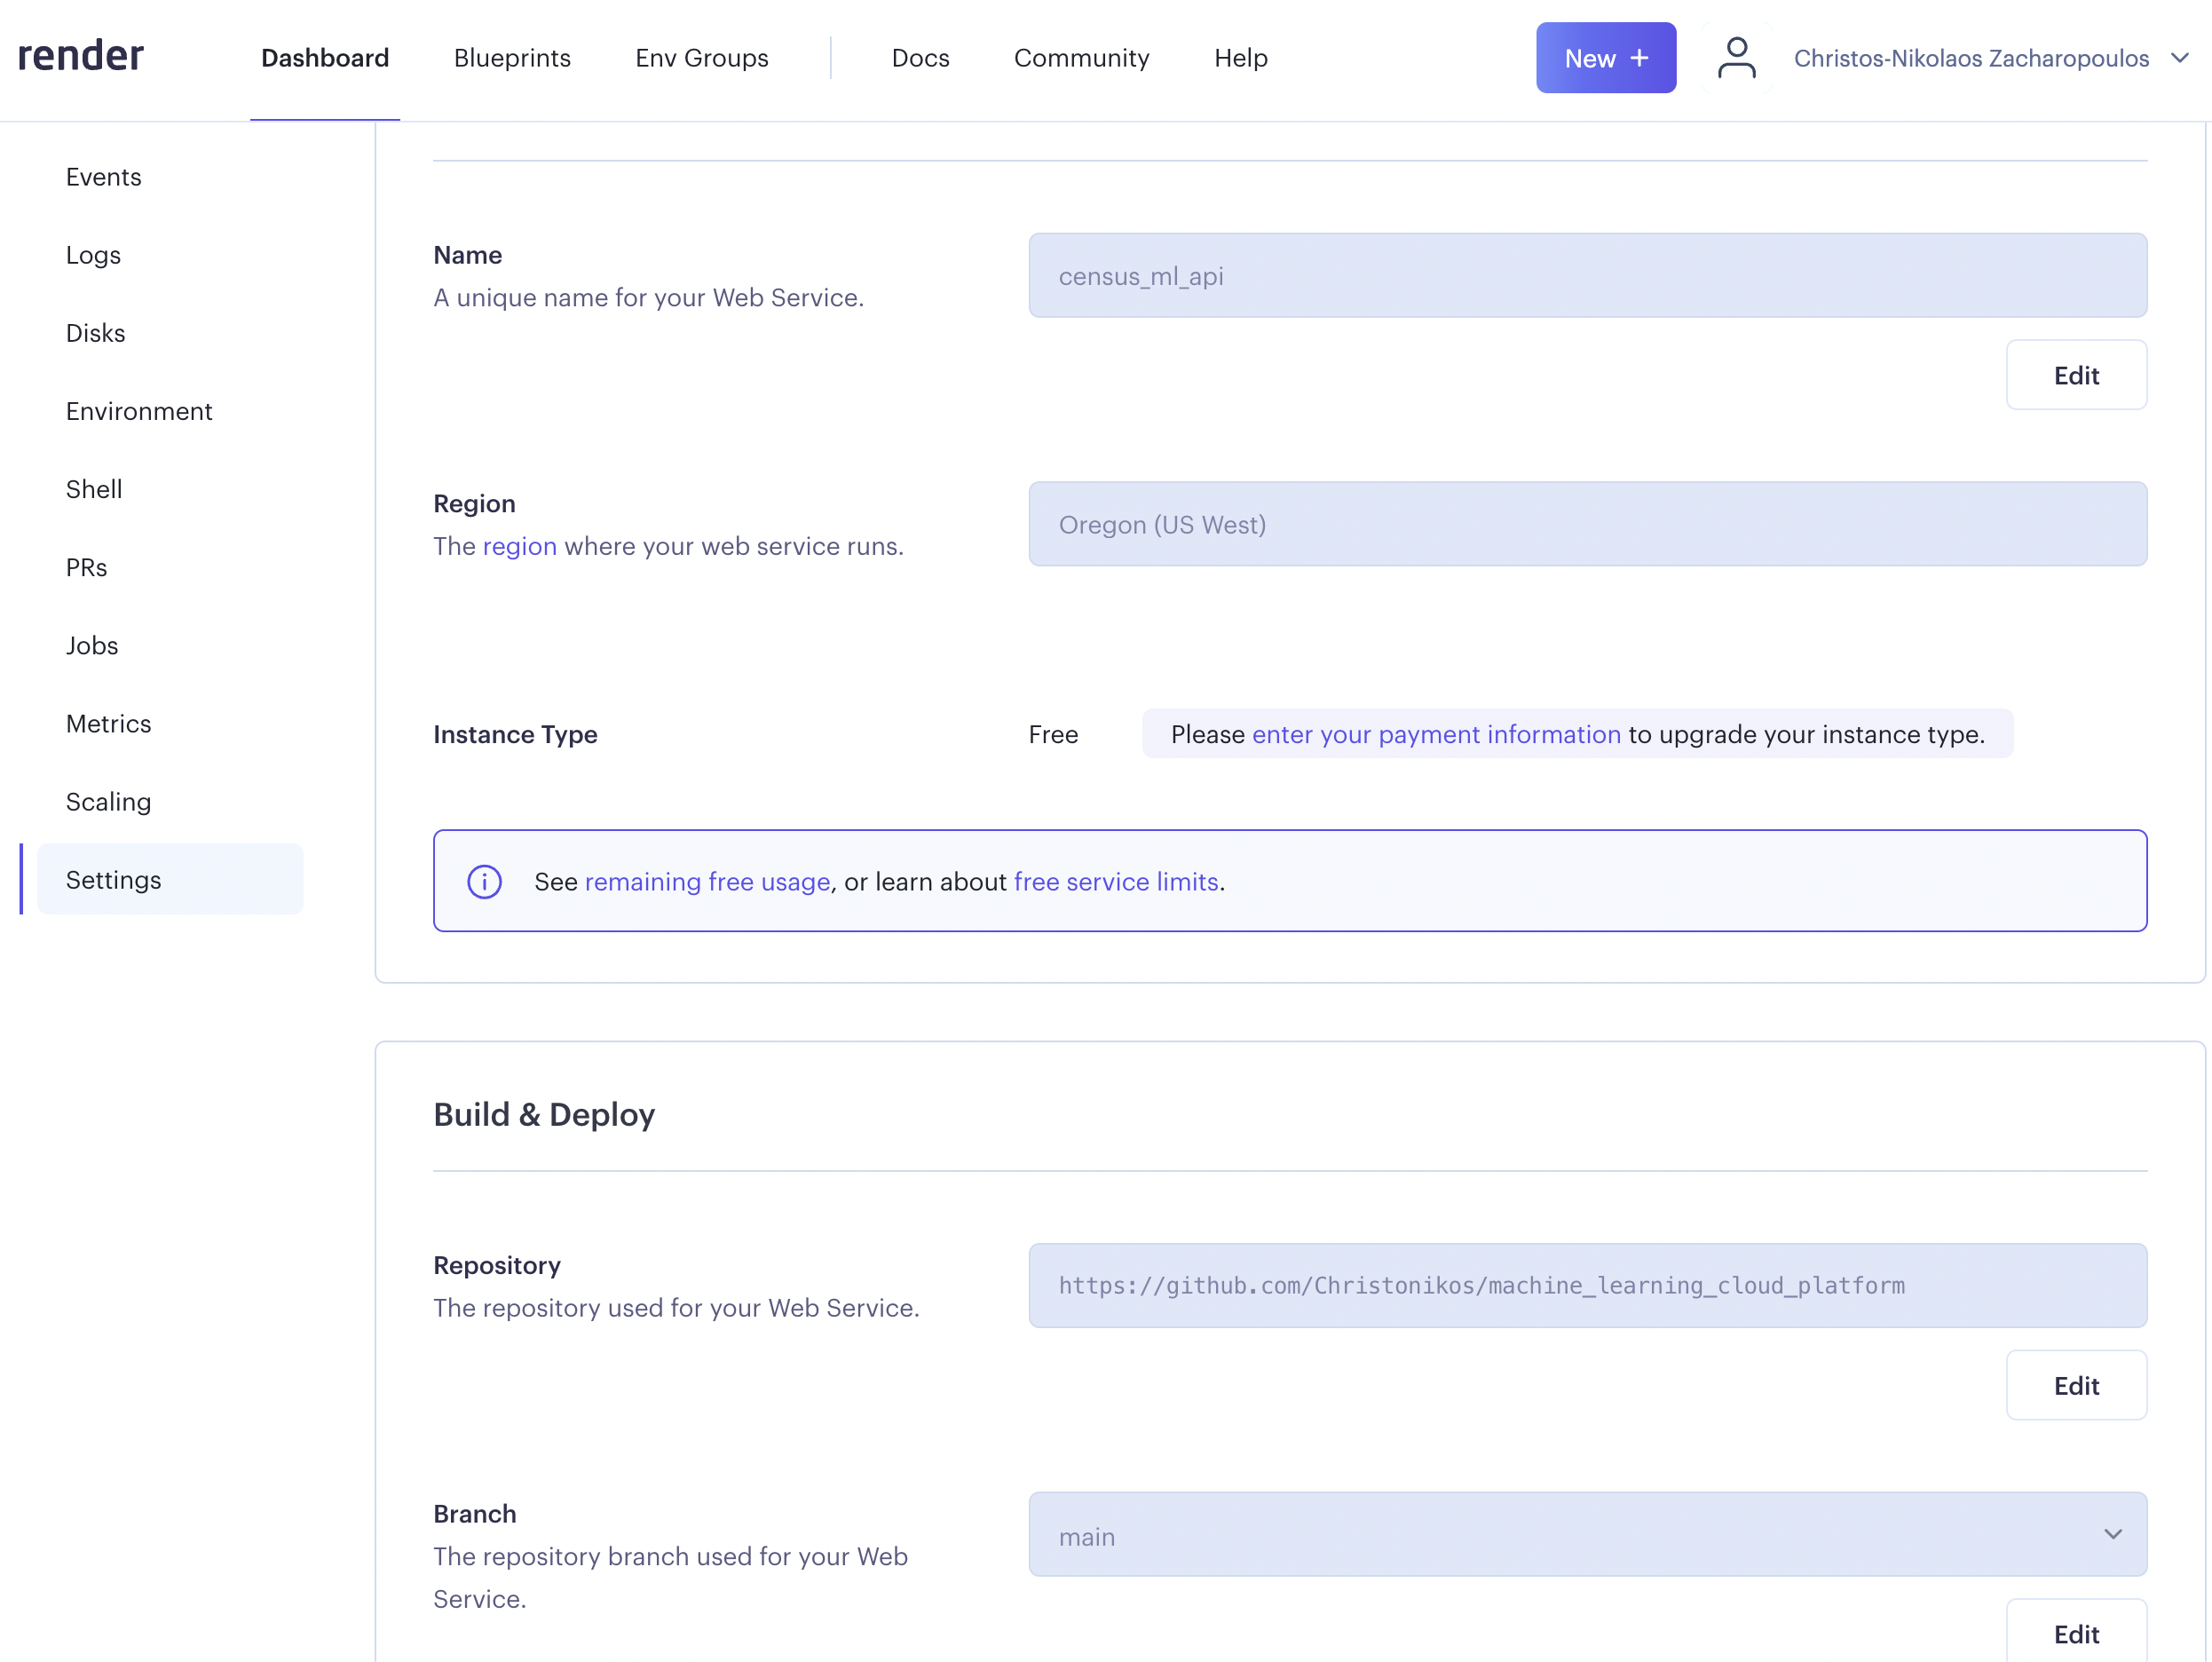 render
Dashboard
Blueprints
Env Groups
Docs
Community
Help
New +
Christos-Nikolaos Zacharopoulos
Events
Logs
Disks
Environment
Shell
PRs
Jobs
Metrics
Scaling
Settings
Name
A unique name for your Web Service.
census_ml_api
Edit
Region
The region where your web service runs.
Oregon (US West)
Instance Type
Free
Please enter your payment information to upgrade your instance type.
See remaining free usage, or learn about free service limits.
Build & Deploy
Repository
The repository used for your Web Service.
https://github.com/Christonikos/machine_learning_cloud_platform
Edit
Branch
The repository branch used for your Web
Service.
main
Edit